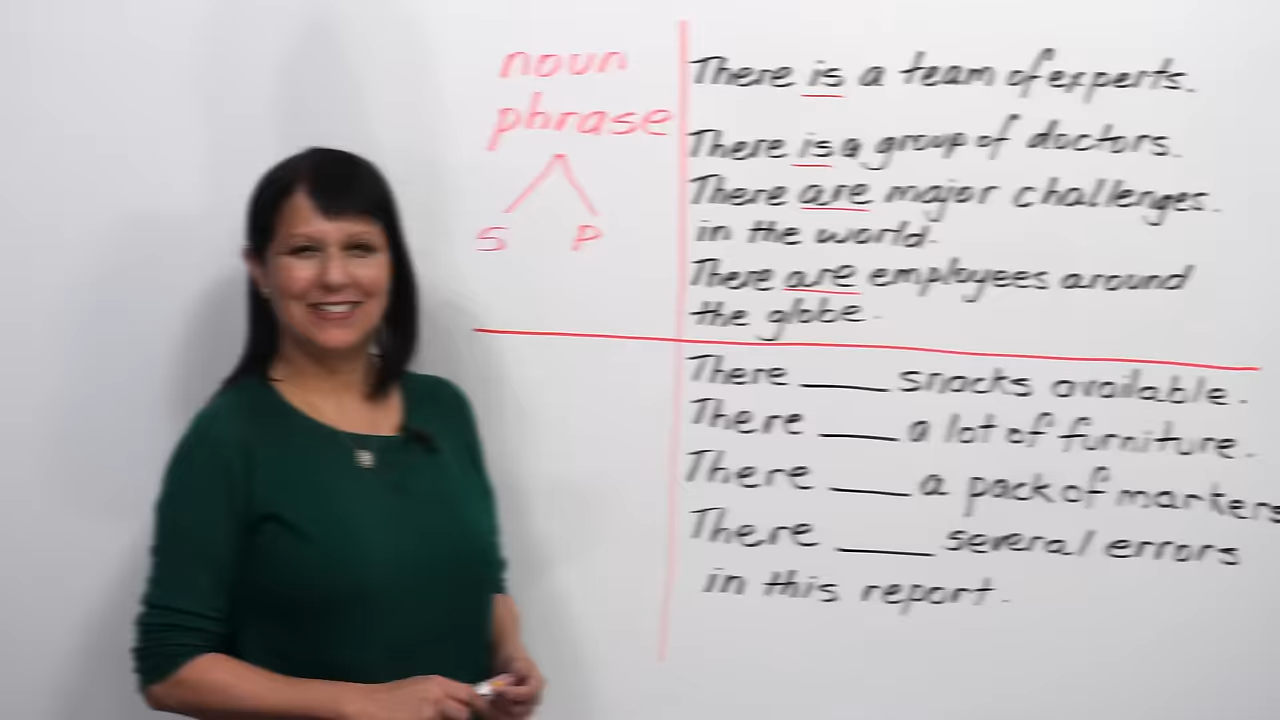 noun
phrase
S P
There is a team of experts.
There is a group of doctors.
There are major challenges.
in the world.
There are employees around
the globe.
There ____ snacks available.
There ____ a lot of furniture.
There ____ a pack of markers
There ____ several errors
in this report.